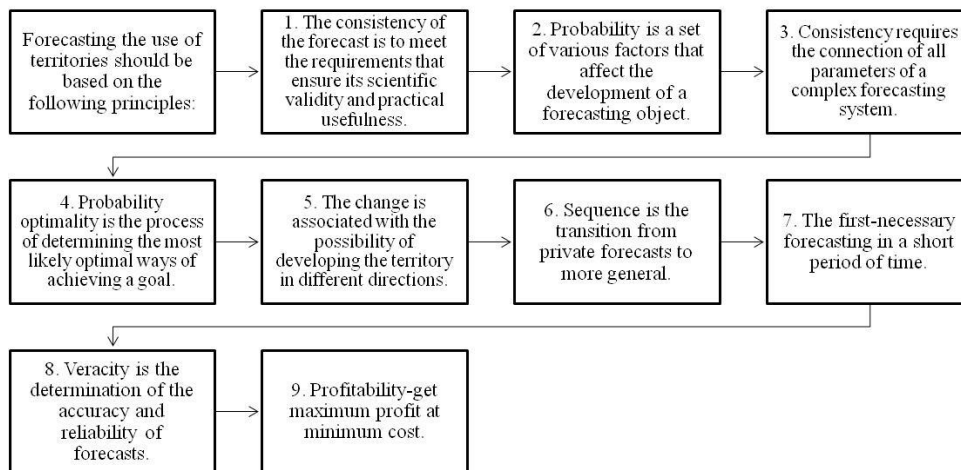 Forecasting the use of
territories should be
based on the
following principles:
1. The consistency of
the forecast is to meet
the requirements that
ensure its scientific
validity and practical
usefulness.
2. Probability is a set
of various factors that
affect the
development of a
forecasting object.
3. Consistency requires
the connection of all
parameters of a
complex forecasting
system.
4. Probability
optimality is the process
of determining the most
likely optimal ways of
achieving a goal.
5. The change is
associated with the
possibility of
developing the territory
in different directions.
6. Sequence is the
transition from
private forecasts to
more general.
7. The first-necessary
forecasting in a short
period of time.
8. Veracity is the
determination of the
accuracy and
reliability of
forecasts.
9. Profitability-get
maximum profit at
minimum cost.